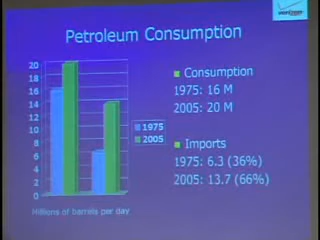 verizon
Petroleum Consumption
20
18
16
14
12
10
8
6
4
2
0
1975
2005
Millions of barrels per day
Consumption
1975: 16 M
2005: 20 M
Imports
1975: 6.3 (36%)
2005: 13.7 (66%)